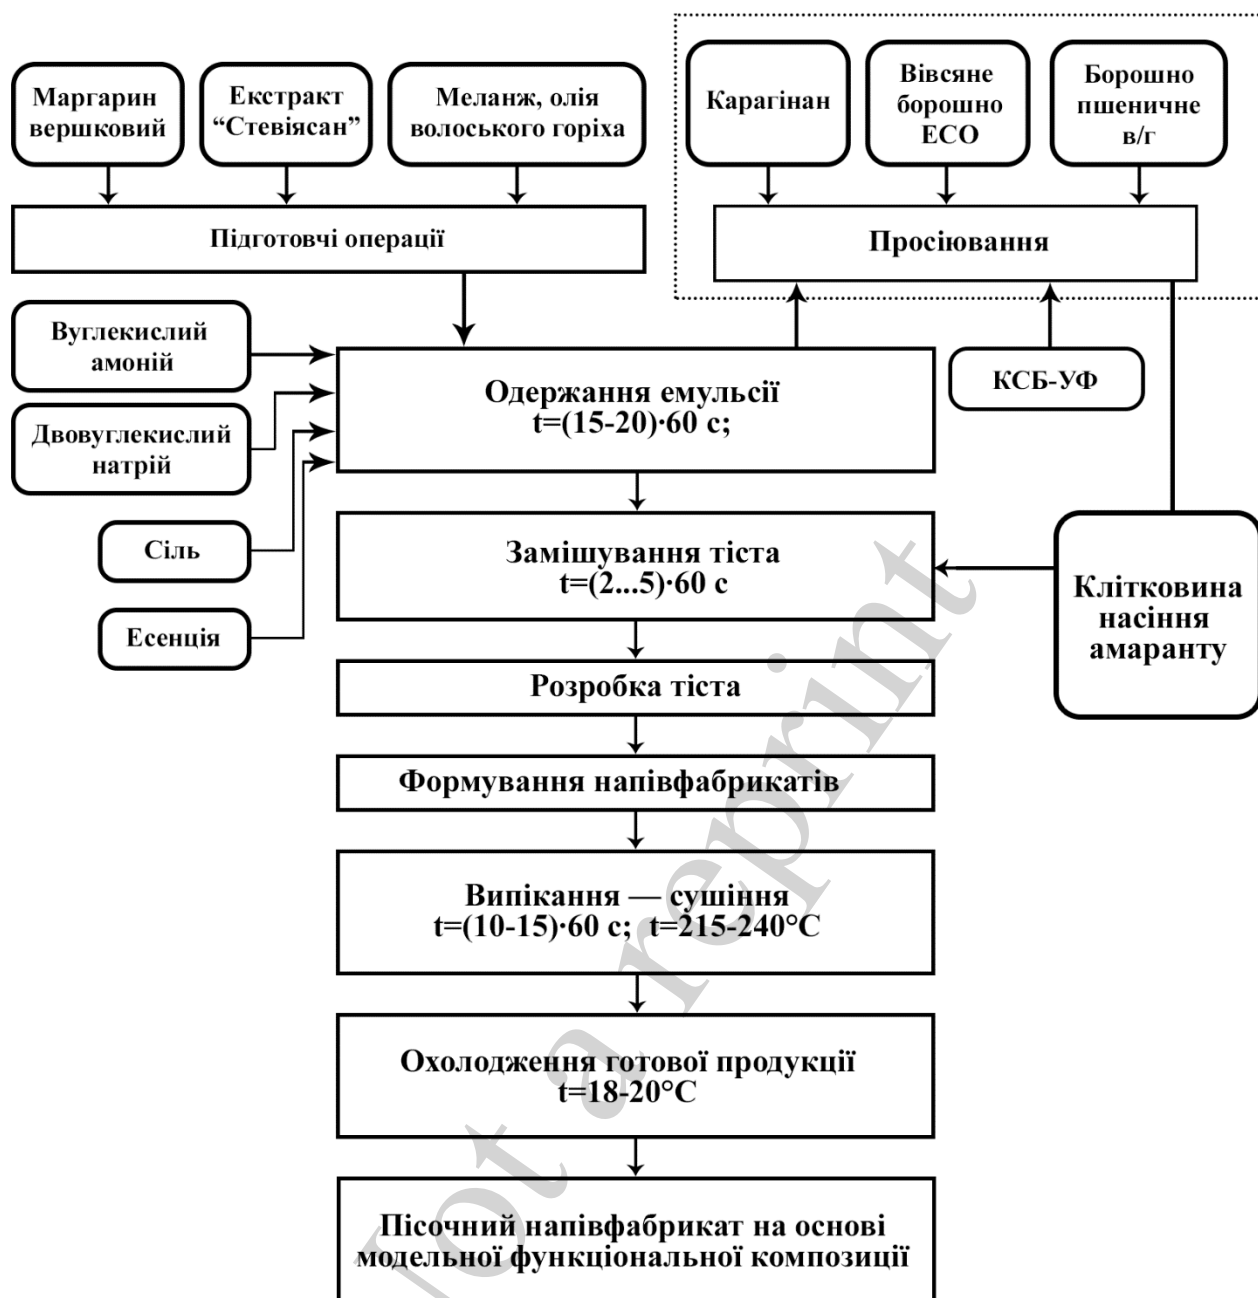 Маргарин
вершковий
Екстракт
“Стевіясан”
Меланж, олія
волоського горіха
Карагінан
Вівсяне
борошно
ЕСО
Борошно
пшеничне
в/г
Підготовчі операції
Просіювання
Вуглекислий
амоній
Двовуглекислий
натрій
Сіль
Есенція
Одержання емульсії
t=(15-20)·60 с;
КСБ-УФ
Замішування тіста
t=(2...5)·60 с
Клітковина
насіння
амаранту
Розробка тіста
Формування напівфабрикатів
Випікання — сушіння
t=(10-15)·60 с; t=215-240°С
Охолодження готової продукції
t=18-20°С
Пісочний напівфабрикат на основі
модельної функціональної композиції
Not a reprint